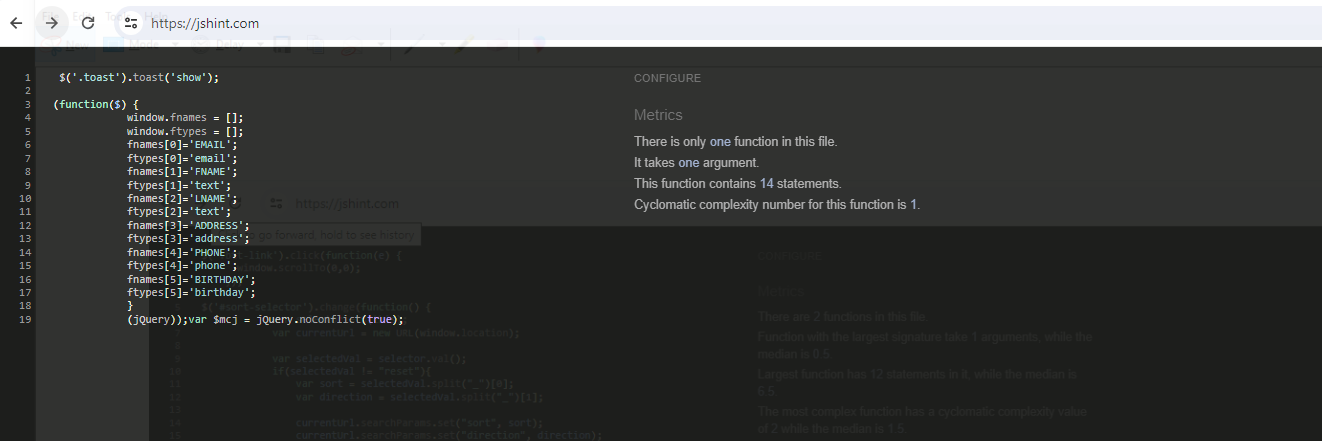 https://jshint.com
1 $('.toast').toast('show');
2
3 (function($) {
4 window.fnames = [];
5 window.ftypes = [];
6 fnames[0]='EMAIL';
7 ftypes[0]='email';
8 fnames[1]='FNAME';
9 ftypes[1]='text';
10 fnames[2]='LNAME';
11 ftypes[2]='text';
12 fnames[3]='ADDRESS';
13 ftypes[3]='address';
14 fnames[4]='PHONE';
15 ftypes[4]='phone';
16 fnames[5]='BIRTHDAY';
17 ftypes[5]='birthday';
18 }
19 (jQuery));var $mcj = jQuery.noConflict(true);
CONFIGURE
Metrics
There is only one function in this file.
It takes one argument.
This function contains 14 statements.
Cyclomatic complexity number for this function is 1.
Mode
Delay
https://jshint.com
go forward, hold to see history
-link').click(function(e) {
window.scrollTo(0,0);
$('#sort-selector').change(function() {
var currentUrl = new URL(window.location);
8
9 var selectedVal = selector.val();
10 if(selectedVal != "reset"){
11 var sort = selectedVal.split("_")[0];
12 var direction = selectedVal.split("_")[1];
13
14 currentUrl.searchParams.set("sort", sort);
15 currentUrl.searchParams.set("direction", direction);
CONFIGURE
Metrics
There are 2 functions in this file.
Function with the largest signature take 1 arguments, while the
median is 0.5.
Largest function has 12 statements in it, while the median is
6.5.
The most complex function has a cyclomatic complexity value
of 2 while the median is 1.5.